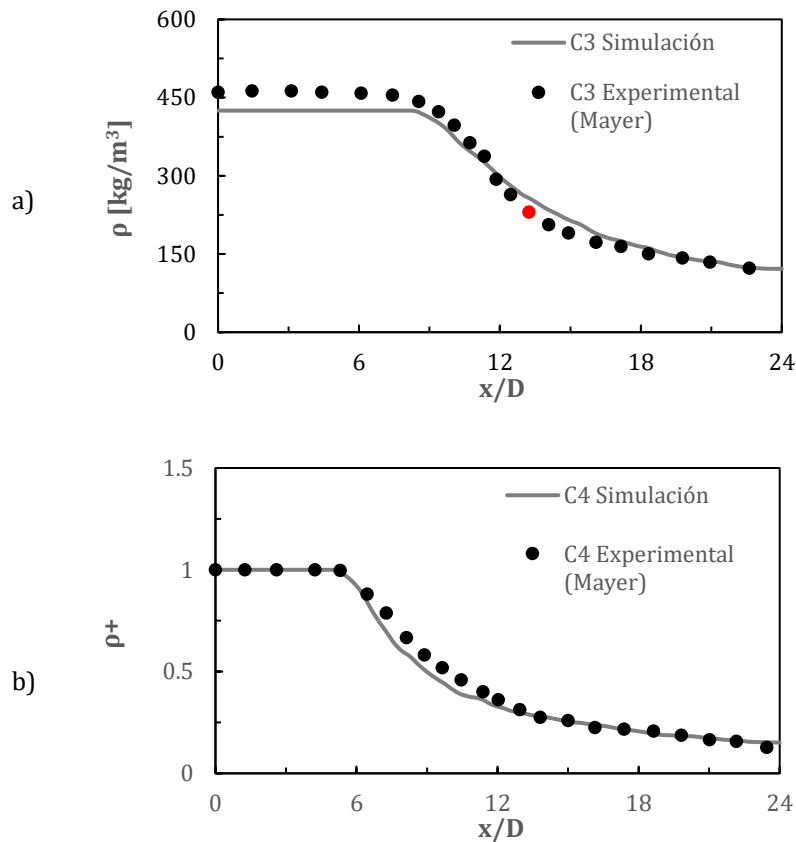 a)
ρ [kg/m³]
600
450
300
150
0
C3 Simulación
C3 Experimental
(Mayer)
0
6
12
18
24
x/D
b)
ρ+
1.5
1
0.5
0
C4 Simulación
C4 Experimental
(Mayer)
0
6
12
18
24
x/D